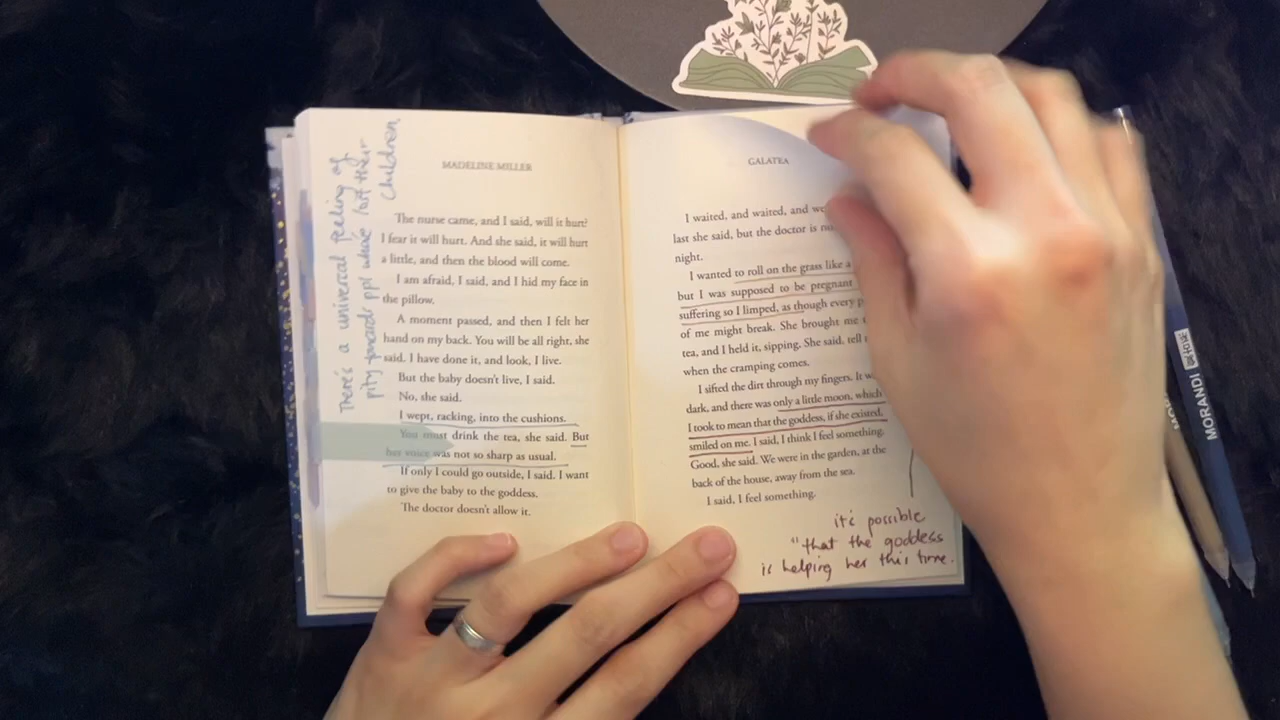 There's a universal feeling of
pity towards ppl who've lost their
children.
MADELINE MILLER
The nurse came, and I said, will it hurt?
I fear it will hurt. And she said, it will hurt
a little, and then the blood will come.
I am afraid, I said, and I hid my face in
the pillow.
A moment passed, and then I felt her
hand on my back. You will be all right, she
said. I have done it, and look, I live.
But the baby doesn't live, I said.
No, she said.
I wept, racking, into the cushions.
You must drink the tea, she said. But
her voice was not so sharp as usual.
If only I could go outside, I said. I want
to give the baby to the goddess.
The doctor doesn't allow it.
GALATEA
I waited, and waited, and
last she said, but the doctor is
night.
I wanted to roll on the grass like a
but I was supposed to be pregnant
suffering so I limped, as though every
of me might break. She brought me
tea, and I held it, sipping. She said, tell
when the cramping comes.
I sifted the dirt through my fingers. It
dark, and there was only a little moon, which
I took to mean that the goddess, if she existed,
smiled on me. I said, I think I feel something.
Good, she said. We were in the garden, at the
back of the house, away from the sea.
I said, I feel something.
it's possible
"that the goddess
is helping her this time.
MORANDI